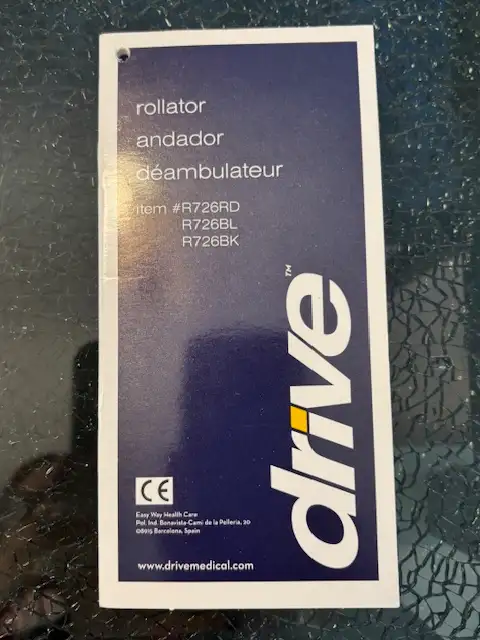 rollator
andador
déambulateur
item #R726RD
R726BL
R726BK
drive™
CE
Easy Way Health Care:
Pol. Ind. Bonavista-Cami de la Pelleria, 20
08915 Barcelona, Spain
www.drivemedical.com